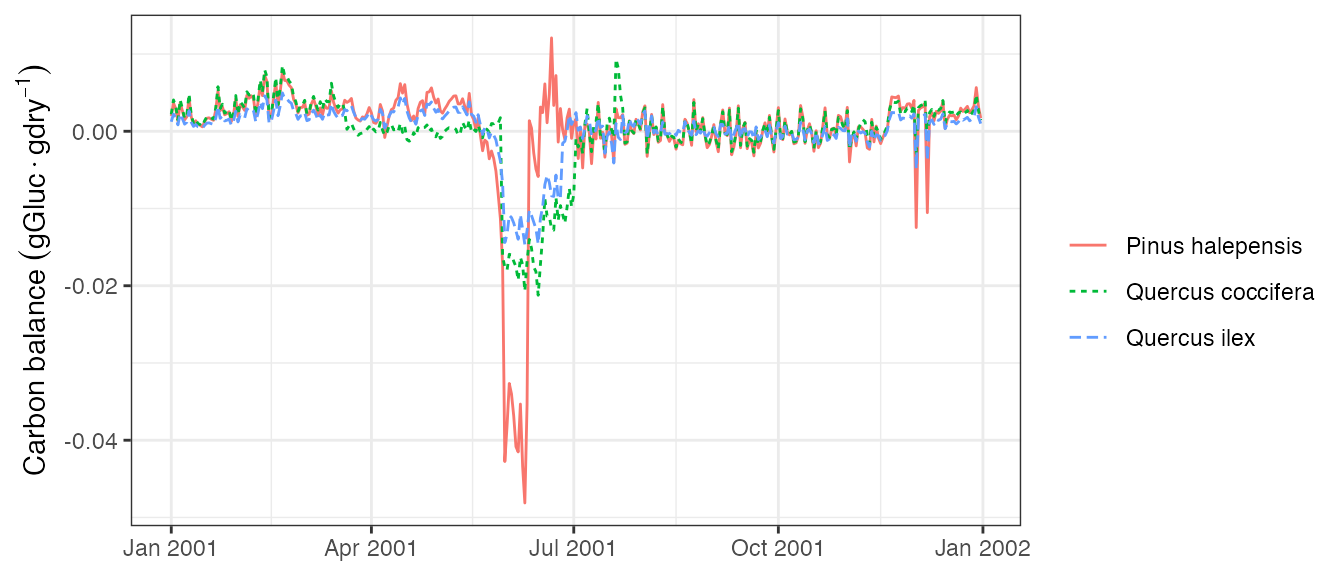 Carbon balance (gGluc · gdry⁻¹)
0.00
-0.02
-0.04
Jan 2001 Apr 2001 Jul 2001 Oct 2001 Jan 2002
Pinus halepensis
Quercus coccifera
Quercus ilex